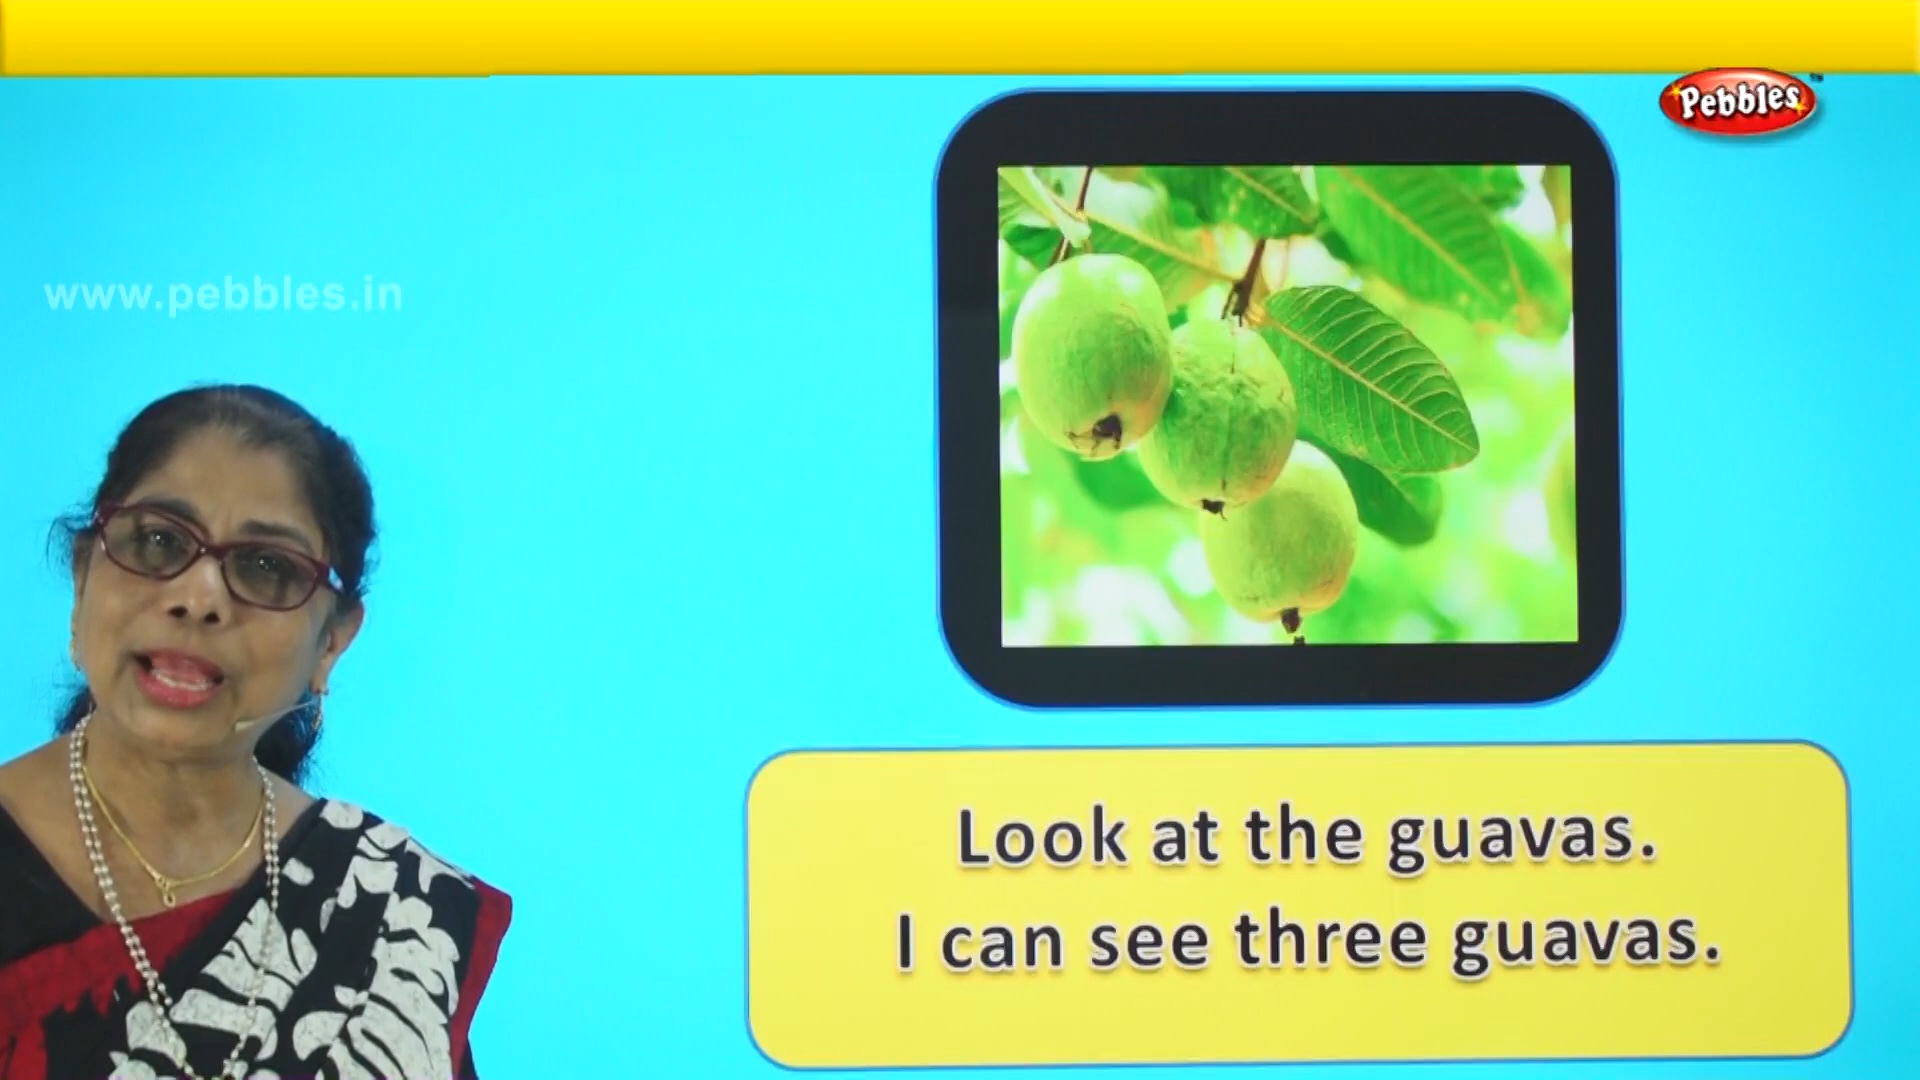 Pebbles
www.pebbles.in
Look at the guavas.
I can see three guavas.